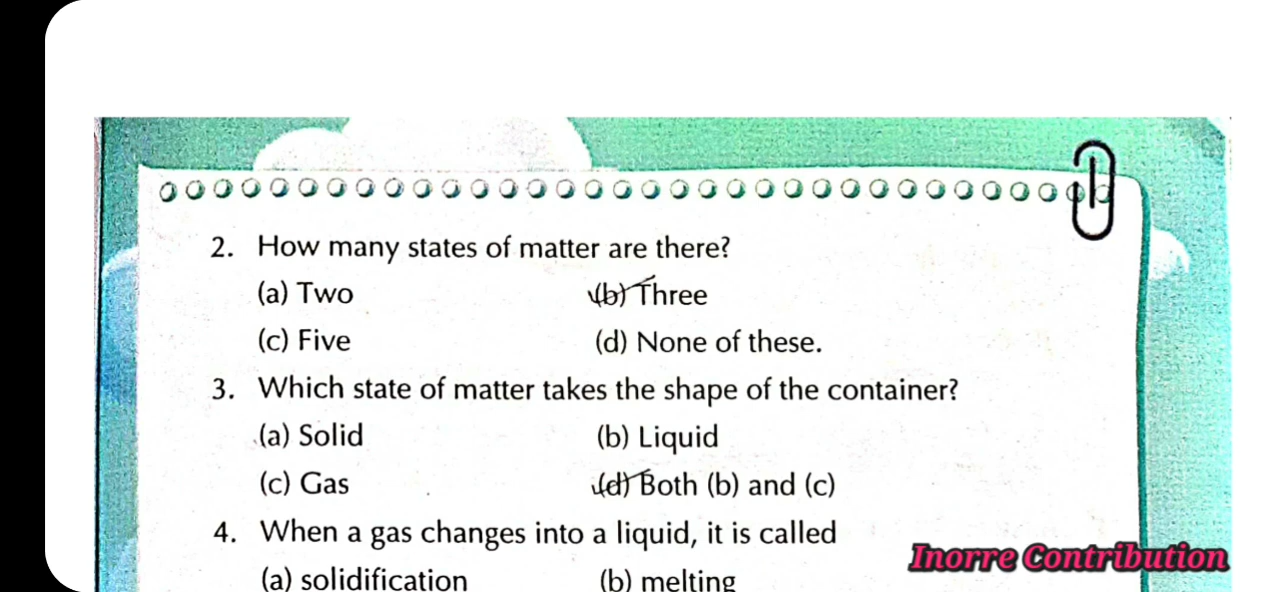 2. How many states of matter are there?
(a) Two (b) Three
(c) Five (d) None of these.
3. Which state of matter takes the shape of the container?
(a) Solid (b) Liquid
(c) Gas (d) Both (b) and (c)
4. When a gas changes into a liquid, it is called
Inorre Contribution
(a) solidification (b) melting